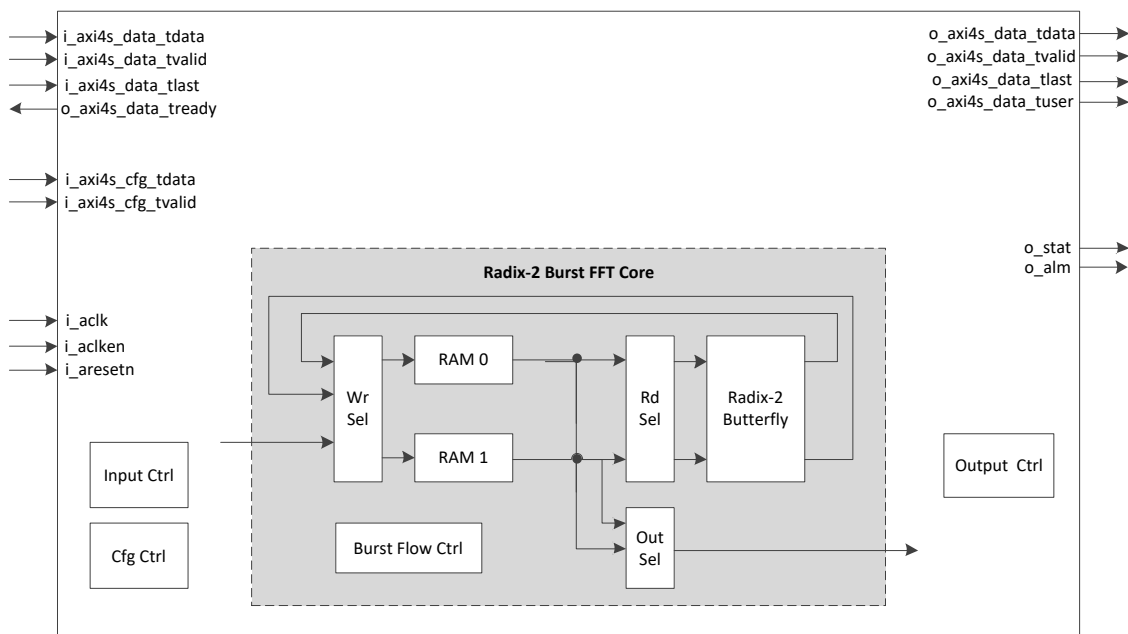 i_axi4s_data_tdata
i_axi4s_data_tvalid
i_axi4s_data_tlast
o_axi4s_data_tready
i_axi4s_cfg_tdata
i_axi4s_cfg_tvalid
i_aclk
i_aclken
i_aresetn
o_axi4s_data_tdata
o_axi4s_data_tvalid
o_axi4s_data_tlast
o_axi4s_data_tuser
o_stat
o_alm
Radix-2 Burst FFT Core
Wr
Sel
RAM 0
RAM 1
Rd
Sel
Radix-2
Butterfly
Input Ctrl
Cfg Ctrl
Burst Flow Ctrl
Out
Sel
Output Ctrl